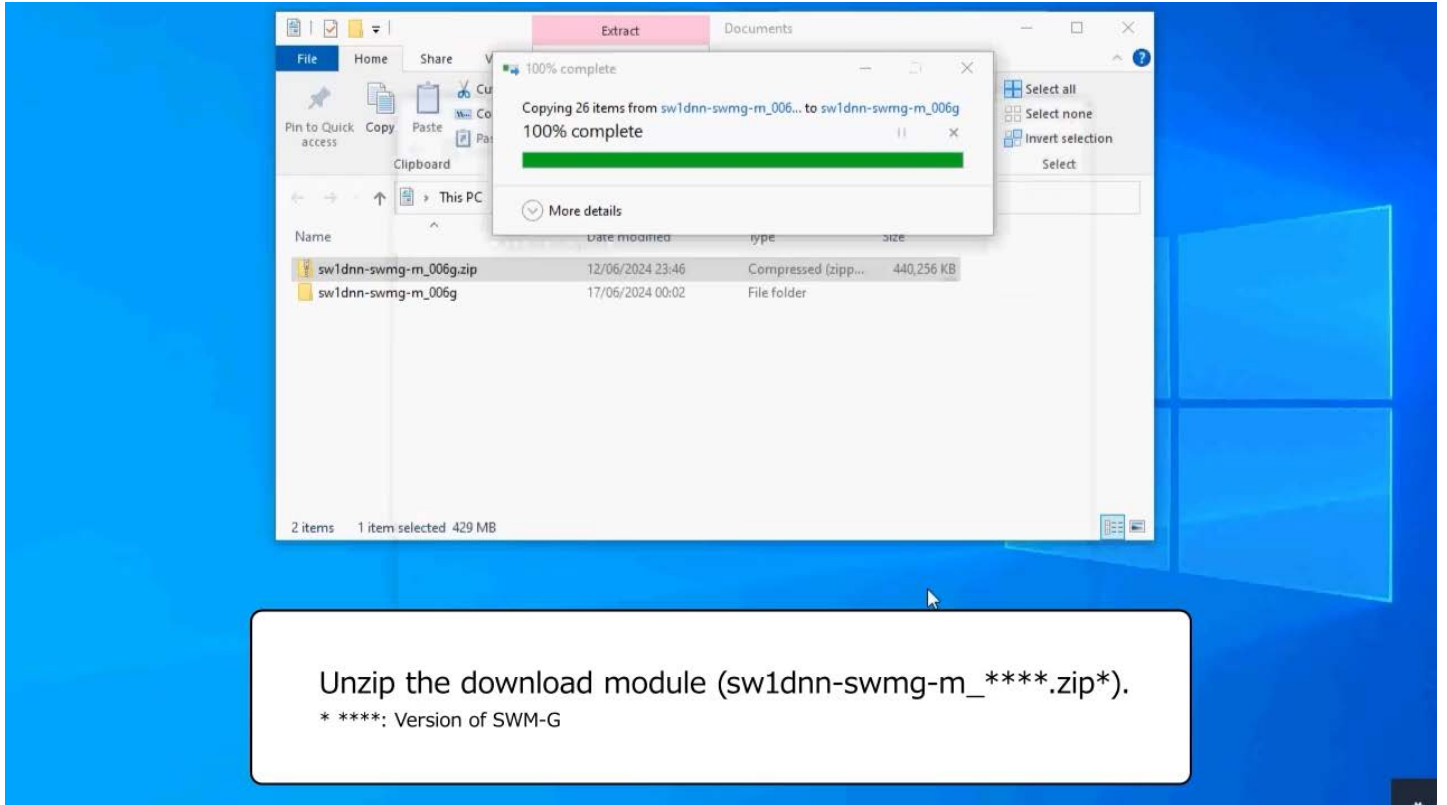 Extract
Documents
File
Home
Share
V
100% complete
Pin to Quick access
Copy
Paste
Cu
Co
Pas
Clipboard
Copying 26 items from sw1dnn-swmg-m_006... to sw1dnn-swmg-m_006g
100% complete
More details
Select all
Select none
Invert selection
Select
This PC
Name
Date modified
Type
Size
sw1dnn-swmg-m_006g.zip
12/06/2024 23:46
Compressed (zipp...
440,256 KB
sw1dnn-swmg-m_006g
17/06/2024 00:02
File folder
2 items
1 item selected 429 MB
Unzip the download module (sw1dnn-swmg-m_****.zip*).
* ****: Version of SWM-G